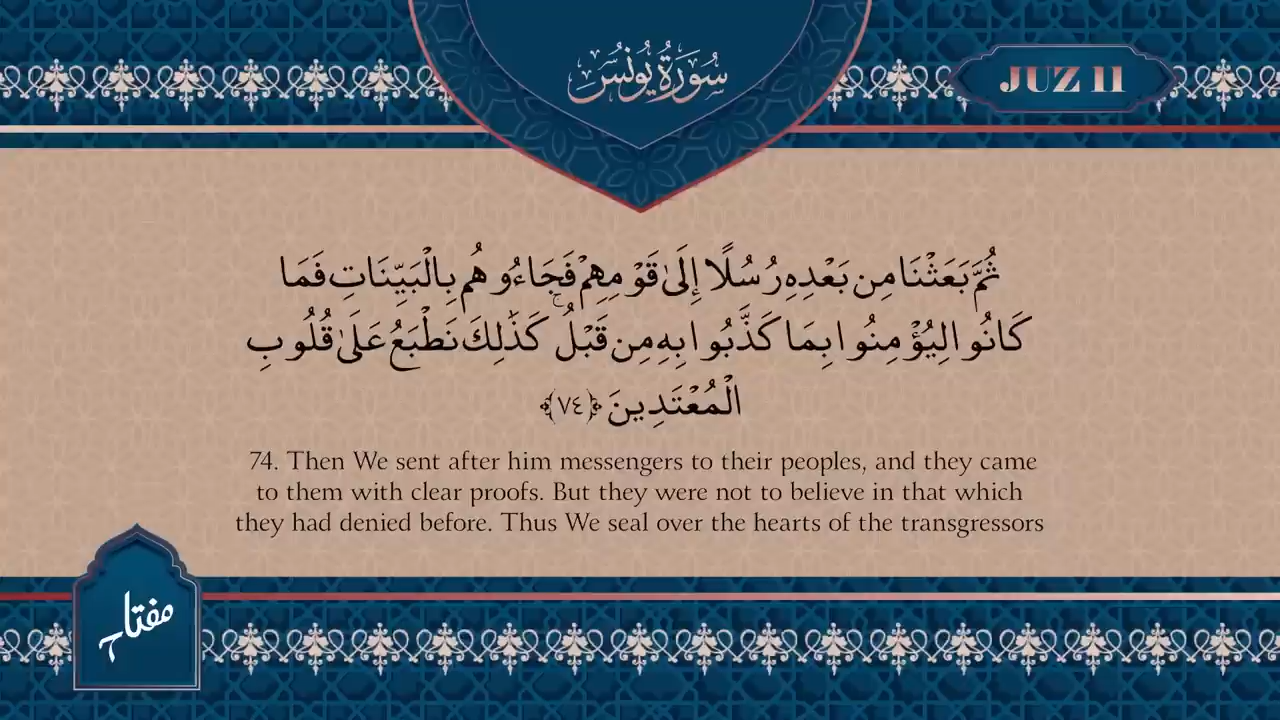 سُورَةُ يُونُسَ
JUZ 11
ثُمَّ بَعَثْنَا مِن بَعْدِهِ رُسُلًا إِلَىٰ قَوْمِهِمْ فَجَاءُوهُم بِالْبَيِّنَاتِ فَمَا
كَانُوا لِيُؤْمِنُوا بِمَا كَذَّبُوا بِهِ مِن قَبْلُ ۚ كَذَٰلِكَ نَطْبَعُ عَلَىٰ قُلُوبِ
الْمُعْتَدِينَ ﴿٧٤﴾
74. Then We sent after him messengers to their peoples, and they came
to them with clear proofs. But they were not to believe in that which
they had denied before. Thus We seal over the hearts of the transgressors
مفتاح